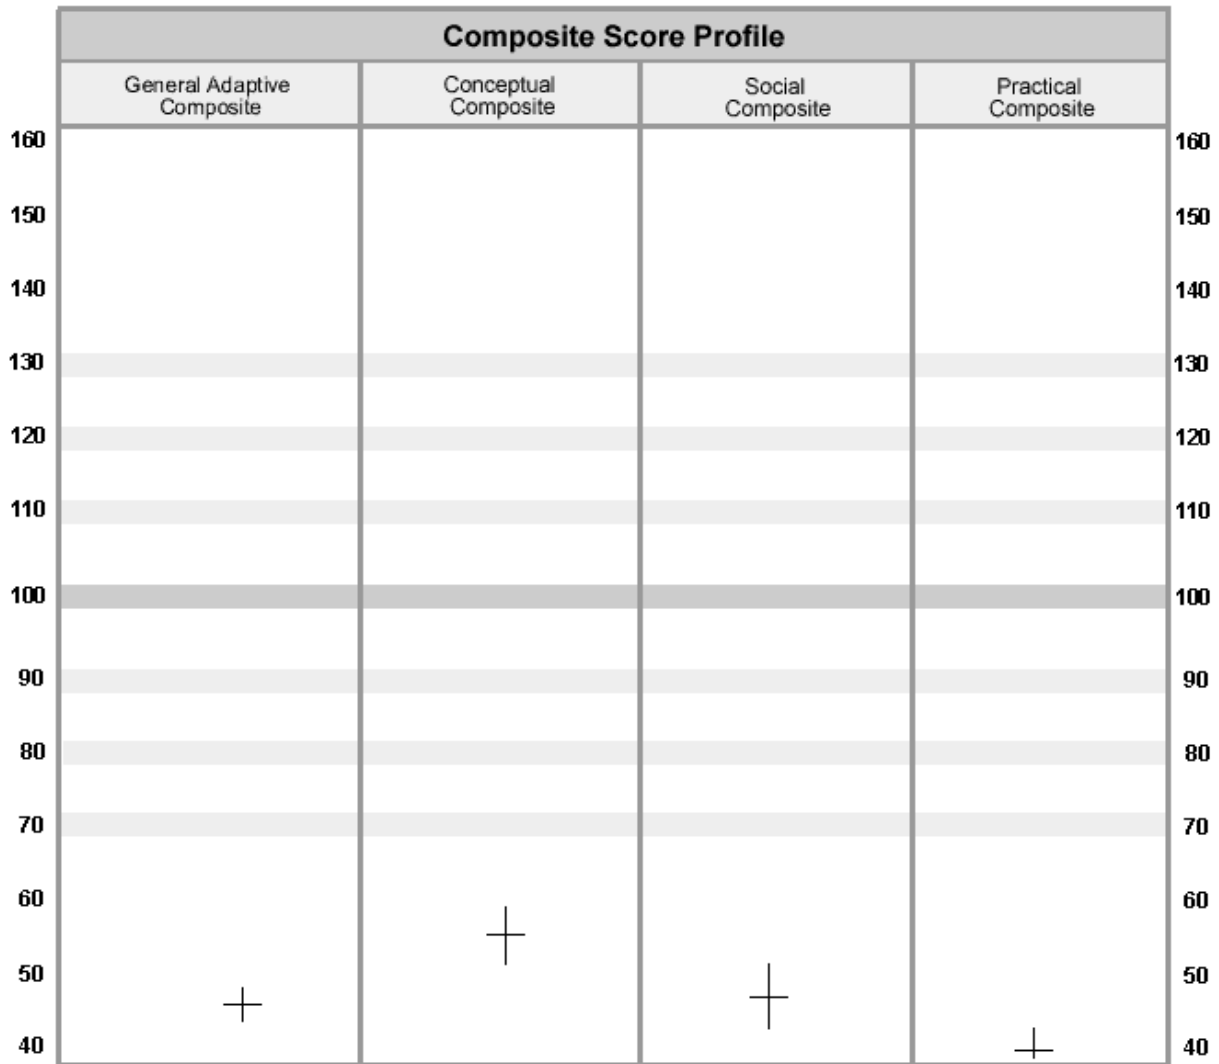 Composite Score Profile
General Adaptive
Composite
Conceptual
Composite
Social
Composite
Practical
Composite
160 160
150 150
140 140
130 130
120 120
110 110
100 100
90 90
80 80
70 70
60 60
50 50
40 40